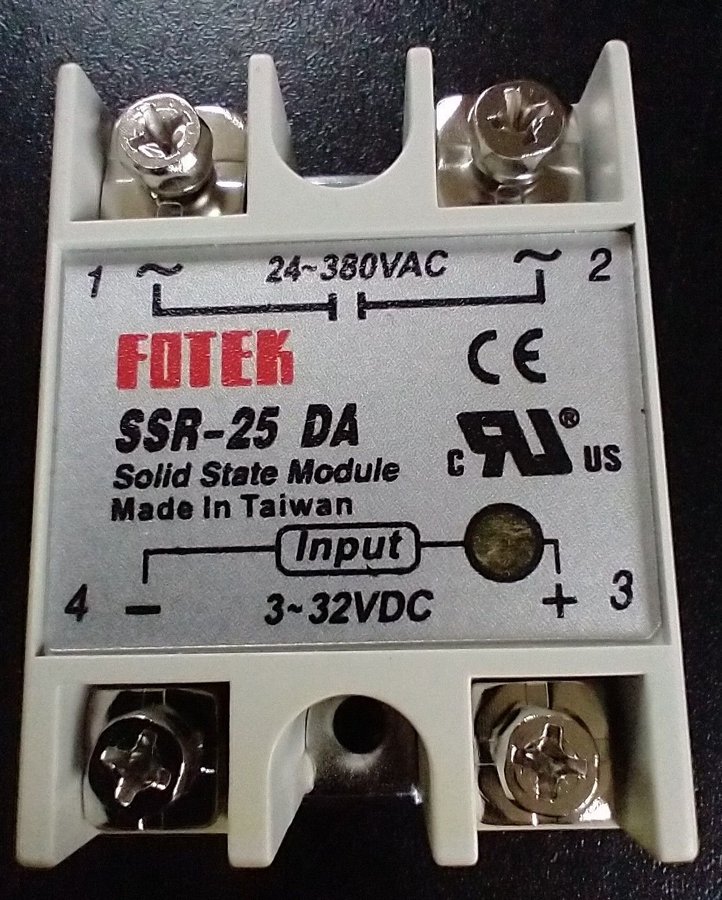 1 ~ 24~380VAC ~ 2
FOTEK
CE
SSR-25 DA
Solid State Module
c RU® US
Made In Taiwan
Input
4 - 3~32VDC + 3